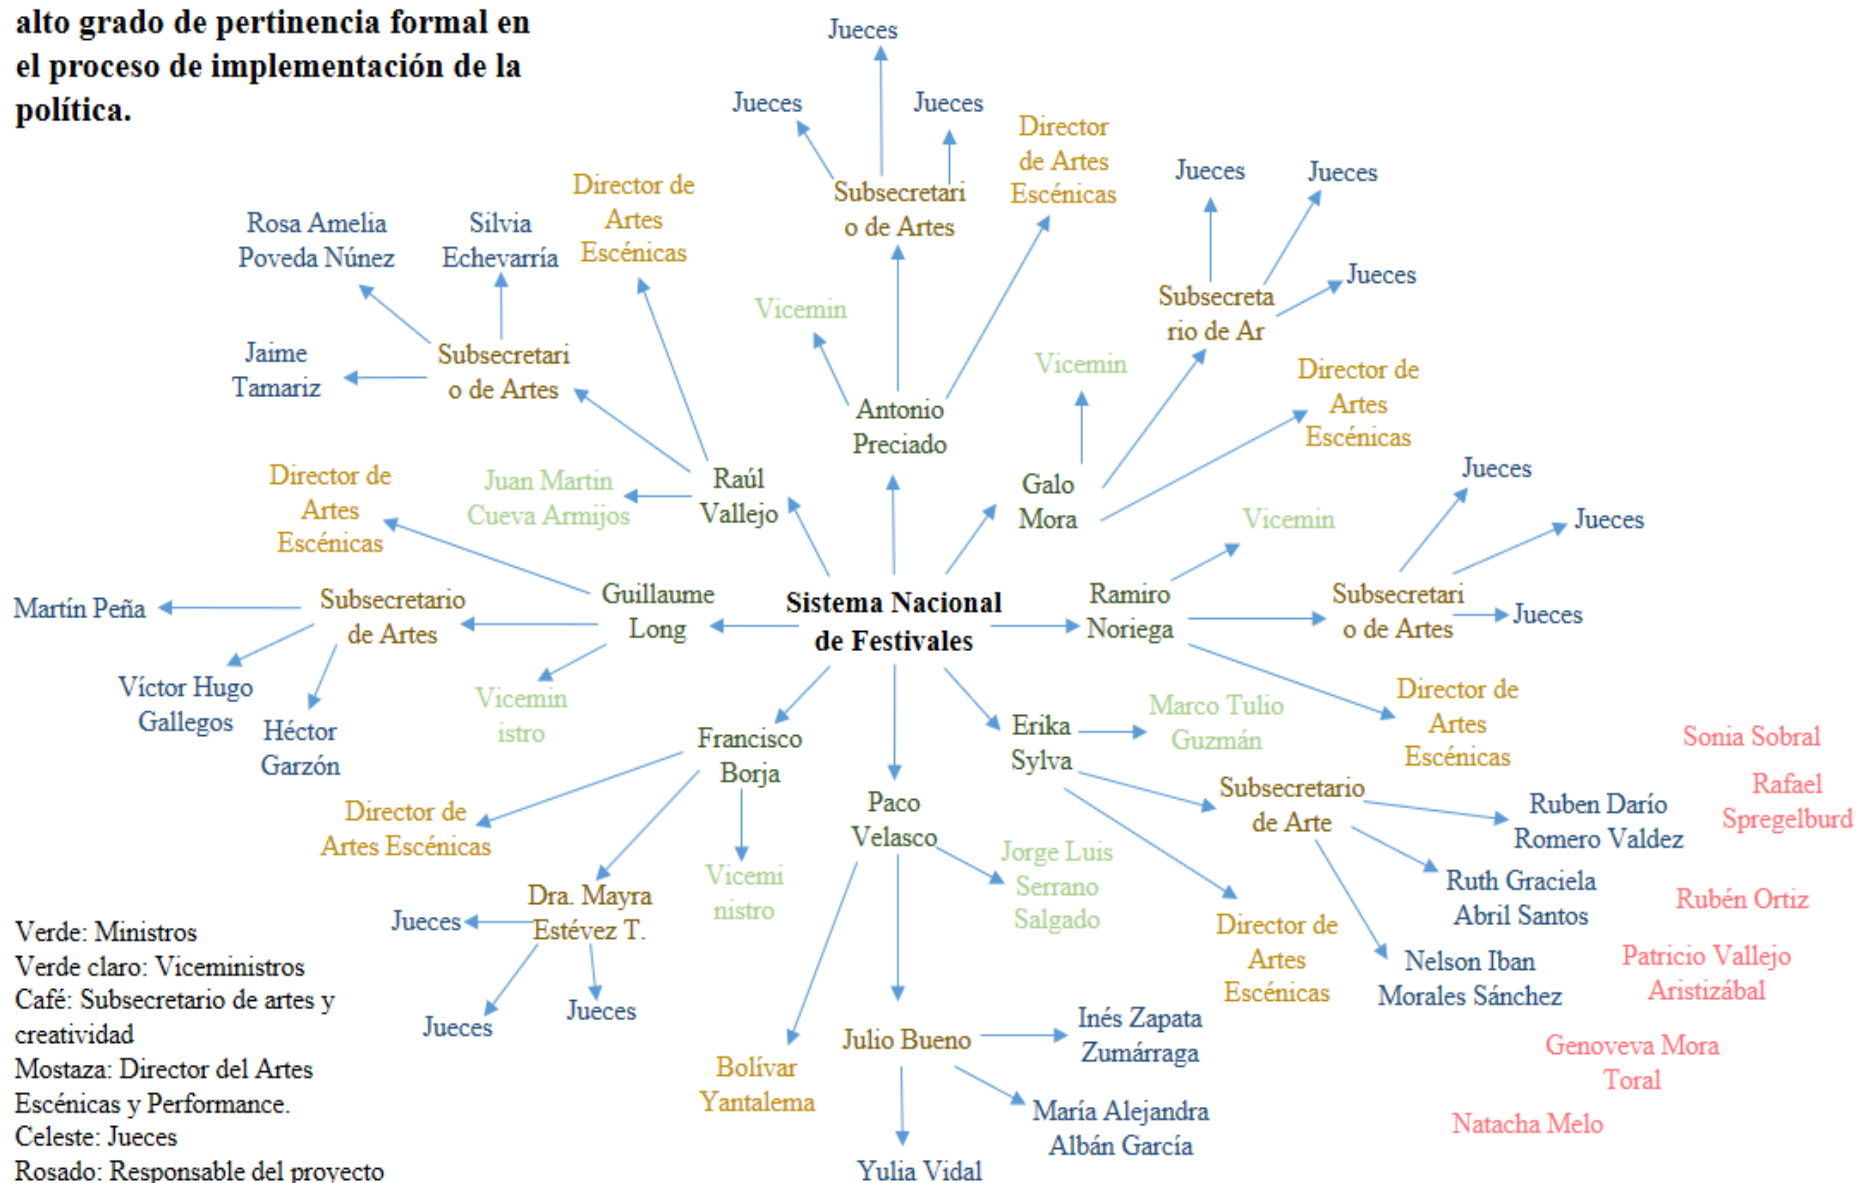 alto grado de pertinencia formal en
el proceso de implementación de la
política.
Jueces
Jueces
Jueces
Subsecretari
o de Artes
Director
de Artes
Escénicas
Vicemin
Antonio
Preciado
Jueces
Jueces
Jueces
Subsecreta
rio de Ar
Vicemin
Director de
Artes
Escénicas
Galo
Mora
Rosa Amelia
Poveda Núnez
Silvia
Echevarría
Director de
Artes
Escénicas
Jaime
Tamariz
Subsecretari
o de Artes
Juan Martin
Cueva Armijos
Raúl
Vallejo
Jueces
Jueces
Jueces
Vicemin
Subsecretari
o de Artes
Ramiro
Noriega
Director de
Artes
Escénicas
Director de
Artes
Escénicas
Martín Peña
Subsecretario
de Artes
Guillaume
Long
Víctor Hugo
Gallegos
Héctor
Garzón
Vicemin
istro
Sistema Nacional
de Festivales
Francisco
Borja
Director de
Artes Escénicas
Dra. Mayra
Estévez T.
Vicemi
nistro
Jueces
Jueces
Jueces
Paco
Velasco
Jorge Luis
Serrano
Salgado
Bolívar
Yantalema
Julio Bueno
Inés Zapata
Zumárraga
María Alejandra
Albán García
Yulia Vidal
Erika
Sylva
Marco Tulio
Guzmán
Subsecretario
de Arte
Director de
Artes
Escénicas
Ruben Darío
Romero Valdez
Ruth Graciela
Abril Santos
Nelson Iban
Morales Sánchez
Sonia Sobral
Rafael
Spregelburd
Rubén Ortiz
Patricio Vallejo
Aristizábal
Genoveva Mora
Toral
Natacha Melo
Verde: Ministros
Verde claro: Viceministros
Café: Subsecretario de artes y
creatividad
Mostaza: Director del Artes
Escénicas y Performance.
Celeste: Jueces
Rosado: Responsable del proyecto